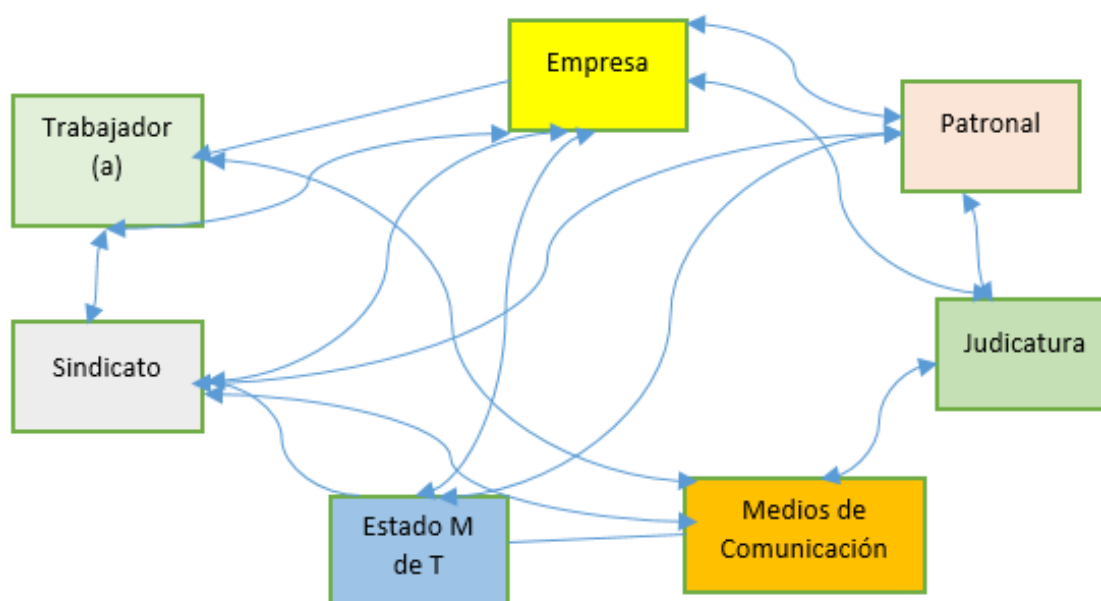 Empresa
Trabajador
(a)
Patronal
Sindicato
Judicatura
Estado M
de T
Medios de
Comunicación